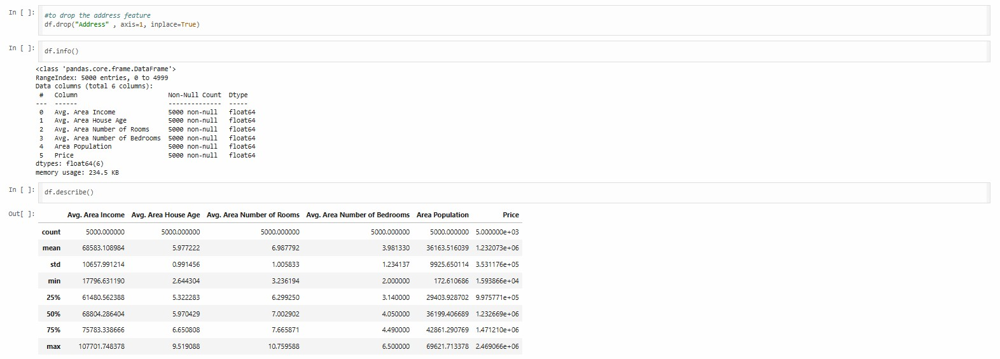 In [ ]:
#to drop the address feature
df.drop("Address" , axis=1, inplace=True)
In [ ]:
df.info()
<class 'pandas.core.frame.DataFrame'>
RangeIndex: 5000 entries, 0 to 4999
Data columns (total 6 columns):
 #   Column                        Non-Null Count  Dtype
---  ------                        --------------  -----
 0   Avg. Area Income              5000 non-null   float64
 1   Avg. Area House Age           5000 non-null   float64
 2   Avg. Area Number of Rooms     5000 non-null   float64
 3   Avg. Area Number of Bedrooms  5000 non-null   float64
 4   Area Population               5000 non-null   float64
 5   Price                         5000 non-null   float64
dtypes: float64(6)
memory usage: 234.5 KB
In [ ]:
df.describe()
Out[ ]:
Avg. Area Income Avg. Area House Age Avg. Area Number of Rooms Avg. Area Number of Bedrooms Area Population Price
count 5000.000000 5000.000000 5000.000000 5000.000000 5000.000000 5.000000e+03
mean 68583.108984 5.977222 6.987792 3.981330 36163.516039 1.232073e+06
std 10657.991214 0.991456 1.005833 1.234137 9925.650114 3.531176e+05
min 17796.631190 2.644304 3.236194 2.000000 172.610686 1.593866e+04
25% 61480.562388 5.322283 6.299250 3.140000 29403.928702 9.975771e+05
50% 68804.286404 5.970429 7.002902 4.050000 36199.406689 1.232669e+06
75% 75783.338666 6.650808 7.665871 4.490000 42861.290769 1.471210e+06
max 107701.748378 9.519088 10.759588 6.500000 69621.713378 2.469066e+06